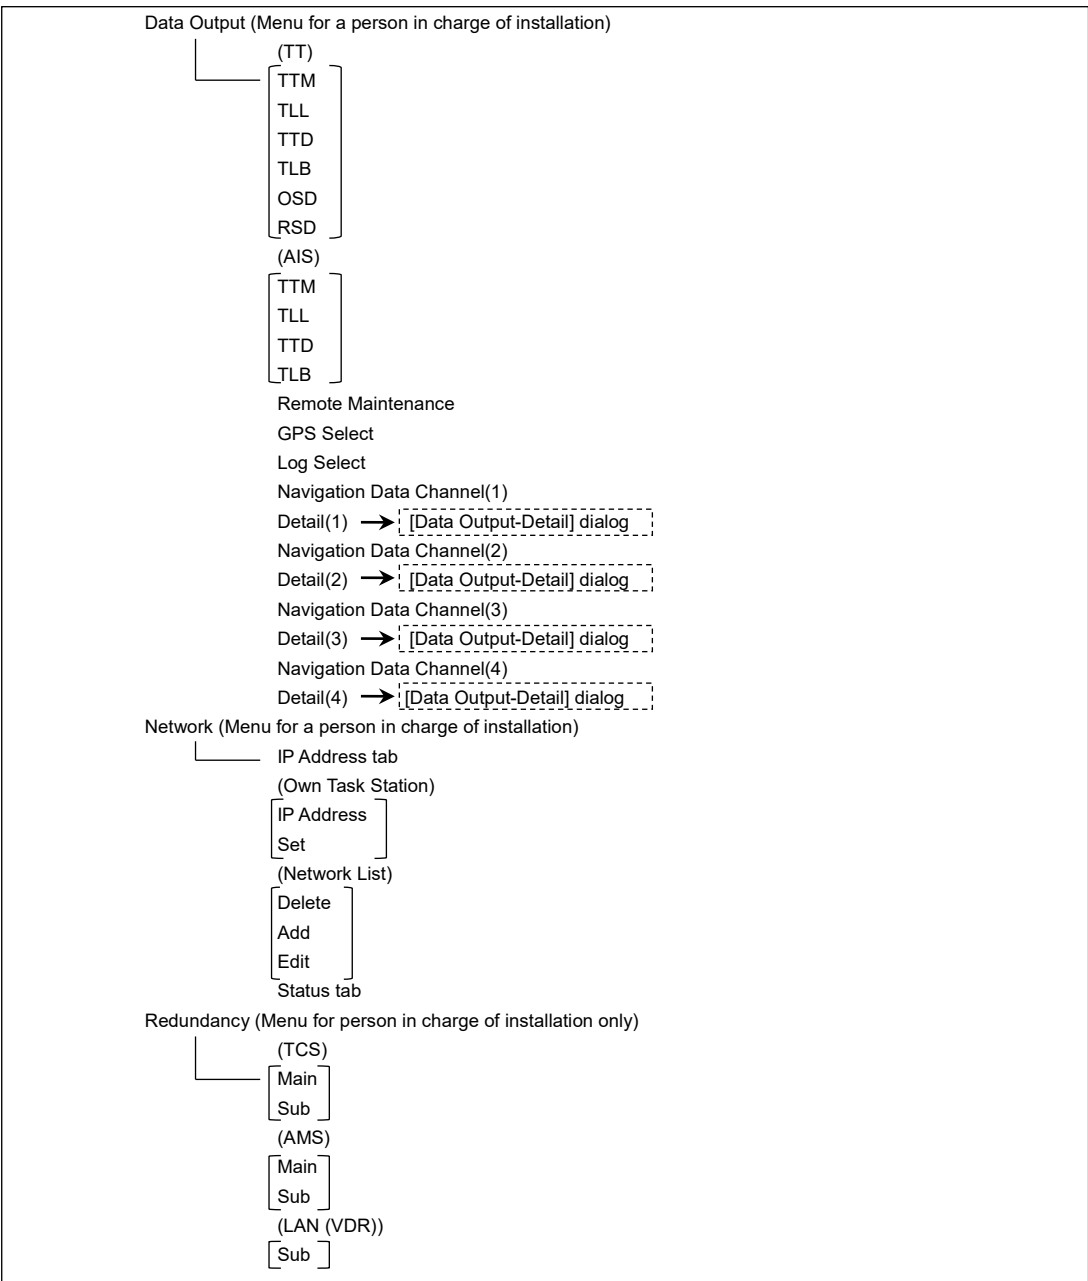 Data Output (Menu for a person in charge of installation)
(TT)
TTM
TLL
TTD
TLB
OSD
RSD
(AIS)
TTM
TLL
TTD
TLB
Remote Maintenance
GPS Select
Log Select
Navigation Data Channel(1)
Detail(1) [Data Output-Detail] dialog
Navigation Data Channel(2)
Detail(2) [Data Output-Detail] dialog
Navigation Data Channel(3)
Detail(3) [Data Output-Detail] dialog
Navigation Data Channel(4)
Detail(4) [Data Output-Detail] dialog
Network (Menu for a person in charge of installation)
IP Address tab
(Own Task Station)
IP Address
Set
(Network List)
Delete
Add
Edit
Status tab
Redundancy (Menu for person in charge of installation only)
(TCS)
Main
Sub
(AMS)
Main
Sub
(LAN (VDR))
Sub